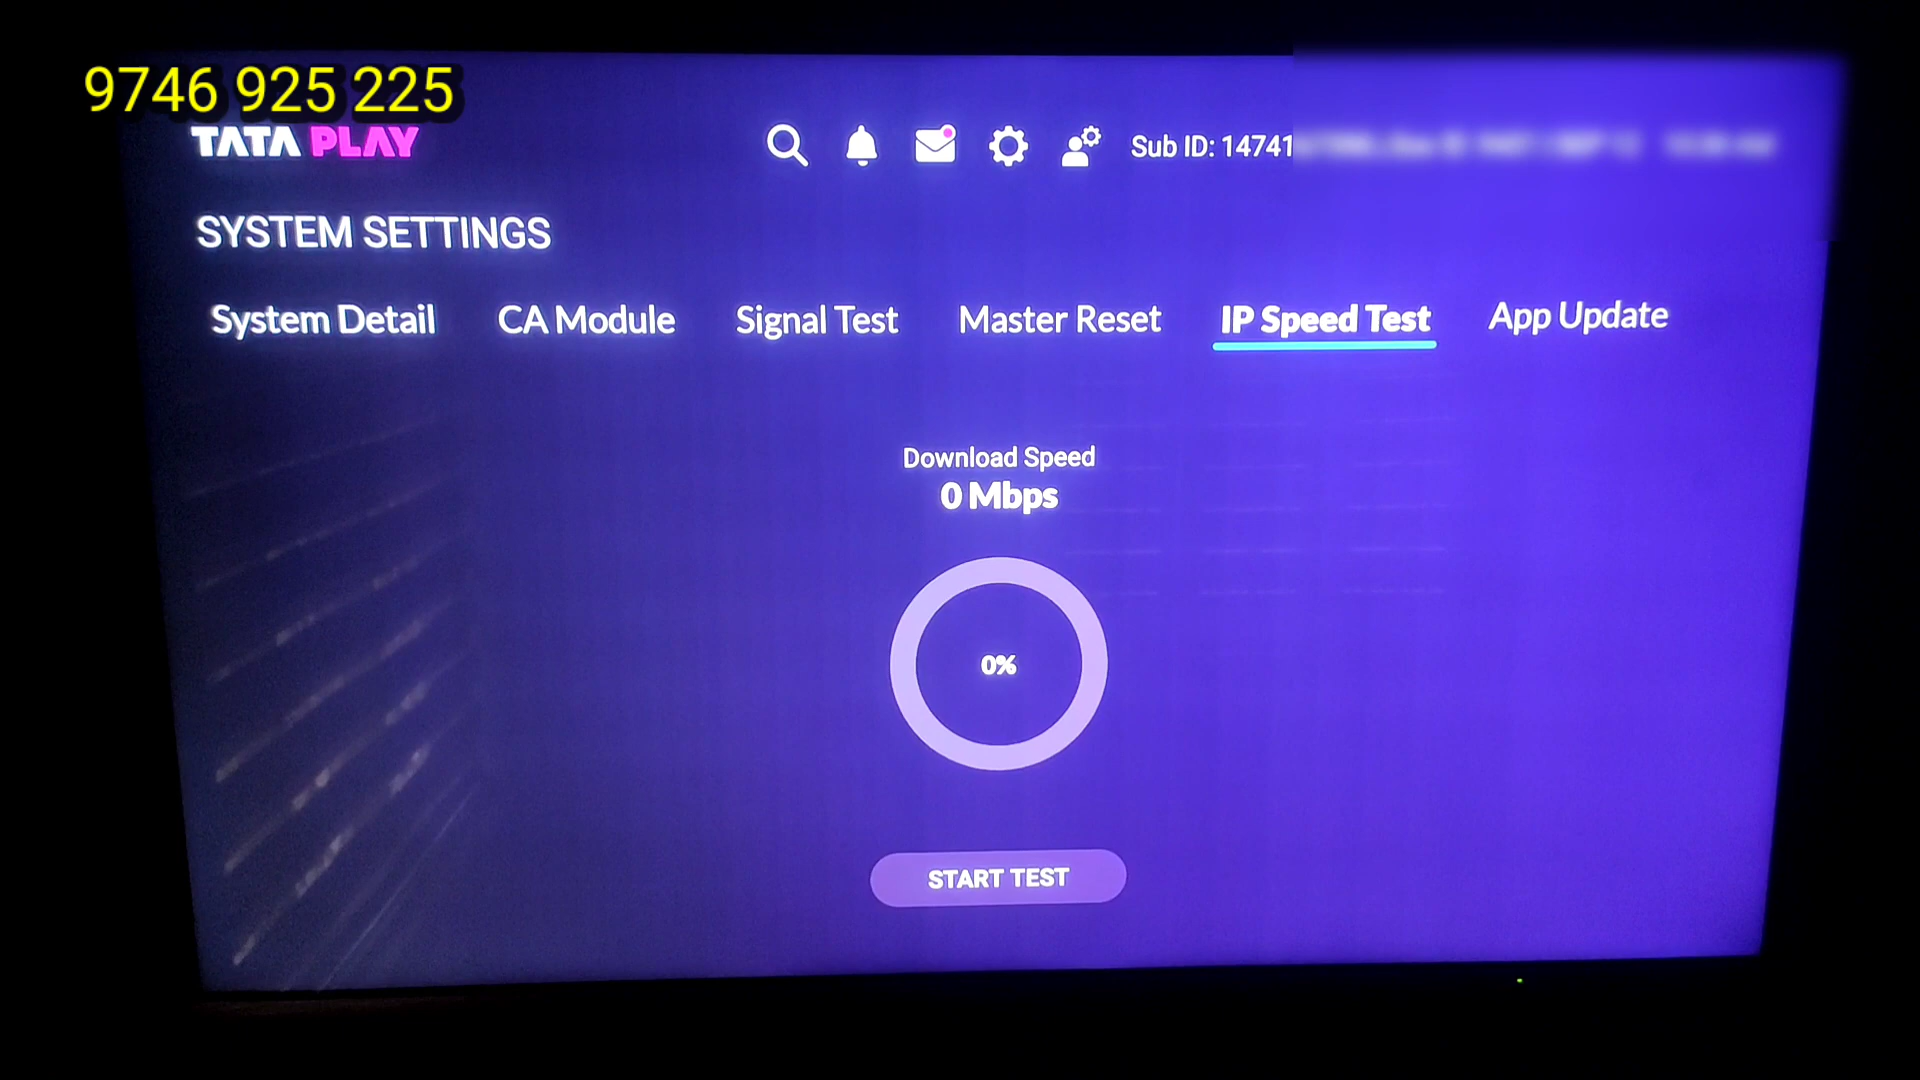 9746 925 225
TATA PLAY
Sub ID: 14741
SYSTEM SETTINGS
System Detail CA Module Signal Test Master Reset IP Speed Test App Update
Download Speed
0 Mbps
0%
START TEST